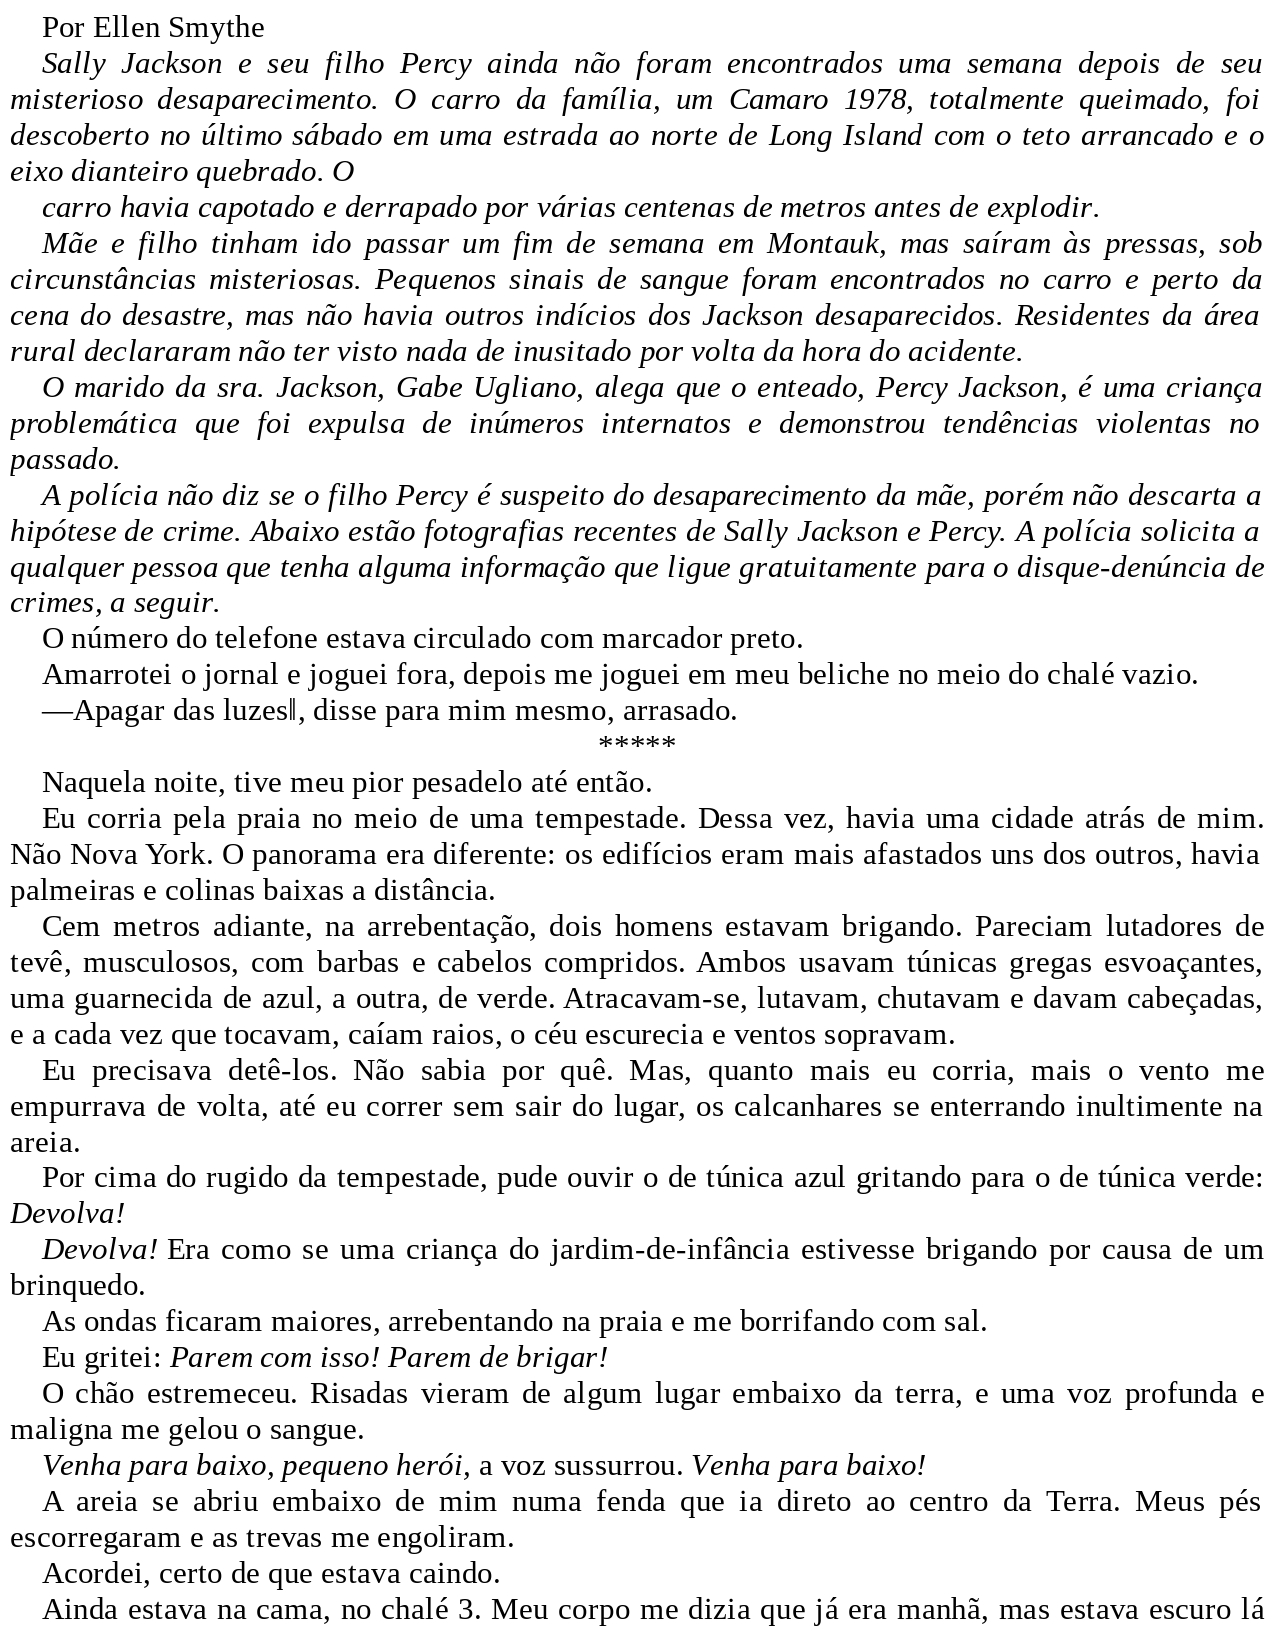 Por Ellen Smythe
Sally Jackson e seu filho Percy ainda não foram encontrados uma semana depois de seu
misterioso desaparecimento. O carro da família, um Camaro 1978, totalmente queimado, foi
descoberto no último sábado em uma estrada ao norte de Long Island com o teto arrancado e o
eixo dianteiro quebrado. O
carro havia capotado e derrapado por várias centenas de metros antes de explodir.
Mãe e filho tinham ido passar um fim de semana em Montauk, mas saíram às pressas, sob
circunstâncias misteriosas. Pequenos sinais de sangue foram encontrados no carro e perto da
cena do desastre, mas não havia outros indícios dos Jackson desaparecidos. Residentes da área
rural declararam não ter visto nada de inusitado por volta da hora do acidente.
O marido da sra. Jackson, Gabe Ugliano, alega que o enteado, Percy Jackson, é uma criança
problemática que foi expulsa de inúmeros internatos e demonstrou tendências violentas no
passado.
A polícia não diz se o filho Percy é suspeito do desaparecimento da mãe, porém não descarta a
hipótese de crime. Abaixo estão fotografias recentes de Sally Jackson e Percy. A polícia solicita a
qualquer pessoa que tenha alguma informação que ligue gratuitamente para o disque-denúncia de
crimes, a seguir.
O número do telefone estava circulado com marcador preto.
Amarrotei o jornal e joguei fora, depois me joguei em meu beliche no meio do chalé vazio.
―Apagar das luzes‖, disse para mim mesmo, arrasado.
*****
Naquela noite, tive meu pior pesadelo até então.
Eu corria pela praia no meio de uma tempestade. Dessa vez, havia uma cidade atrás de mim.
Não Nova York. O panorama era diferente: os edifícios eram mais afastados uns dos outros, havia
palmeiras e colinas baixas a distância.
Cem metros adiante, na arrebentação, dois homens estavam brigando. Pareciam lutadores de
tevê, musculosos, com barbas e cabelos compridos. Ambos usavam túnicas gregas esvoaçantes,
uma guarnecida de azul, a outra, de verde. Atracavam-se, lutavam, chutavam e davam cabeçadas,
e a cada vez que tocavam, caíam raios, o céu escurecia e ventos sopravam.
Eu precisava detê-los. Não sabia por quê. Mas, quanto mais eu corria, mais o vento me
empurrava de volta, até eu correr sem sair do lugar, os calcanhares se enterrando inultimente na
areia.
Por cima do rugido da tempestade, pude ouvir o de túnica azul gritando para o de túnica verde:
Devolva!
Devolva! Era como se uma criança do jardim-de-infância estivesse brigando por causa de um
brinquedo.
As ondas ficaram maiores, arrebentando na praia e me borrifando com sal.
Eu gritei: Parem com isso! Parem de brigar!
O chão estremeceu. Risadas vieram de algum lugar embaixo da terra, e uma voz profunda e
maligna me gelou o sangue.
Venha para baixo, pequeno herói, a voz sussurrou. Venha para baixo!
A areia se abriu embaixo de mim numa fenda que ia direto ao centro da Terra. Meus pés
escorregaram e as trevas me engoliram.
Acordei, certo de que estava caindo.
Ainda estava na cama, no chalé 3. Meu corpo me dizia que já era manhã, mas estava escuro lá